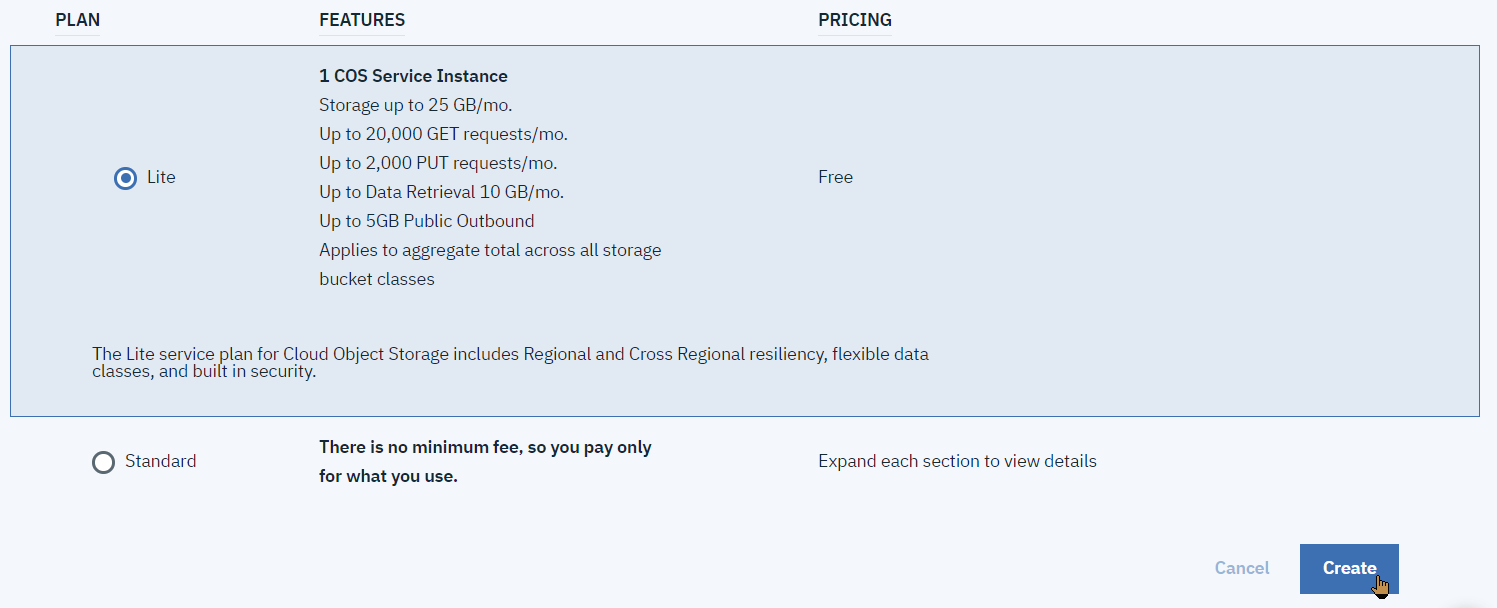 PLAN FEATURES PRICING
1 COS Service Instance
Storage up to 25 GB/mo.
Up to 20,000 GET requests/mo.
Up to 2,000 PUT requests/mo.
Lite Free
Up to Data Retrieval 10 GB/mo.
Up to 5GB Public Outbound
Applies to aggregate total across all storage
bucket classes
The Lite service plan for Cloud Object Storage includes Regional and Cross Regional resiliency, flexible data
classes, and built in security.
There is no minimum fee, so you pay only
Standard Expand each section to view details
for what you use.
Cancel Create